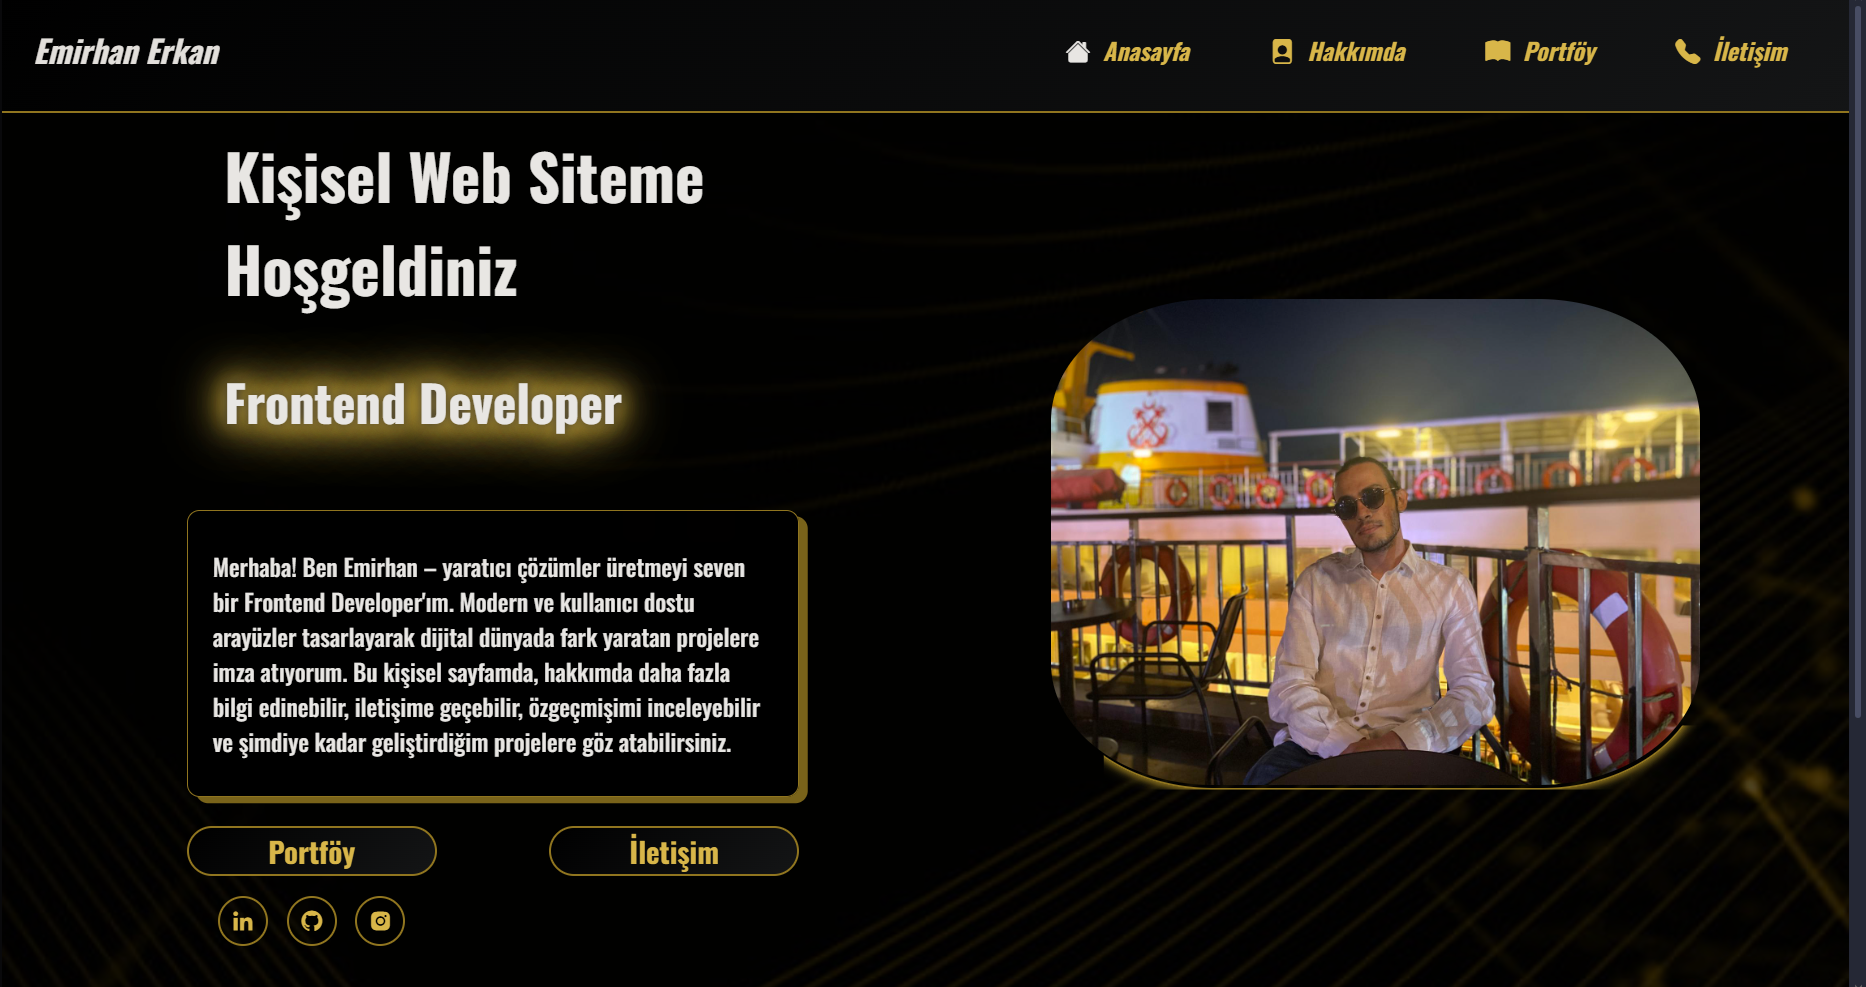 Emirhan Erkan
Anasayfa
Hakkımda
Portföy
İletişim
Kişisel Web Siteme
Hoşgeldiniz
Frontend Developer
Merhaba! Ben Emirhan – yaratıcı çözümler üretmeyi seven
bir Frontend Developer'ım. Modern ve kullanıcı dostu
arayüzler tasarlayarak dijital dünyada fark yaratan projelere
imza atıyorum. Bu kişisel sayfamda, hakkımda daha fazla
bilgi edinebilir, iletişime geçebilir, özgeçmişimi inceleyebilir
ve şimdiye kadar geliştirdiğim projelere göz atabilirsiniz.
Portföy
İletişim